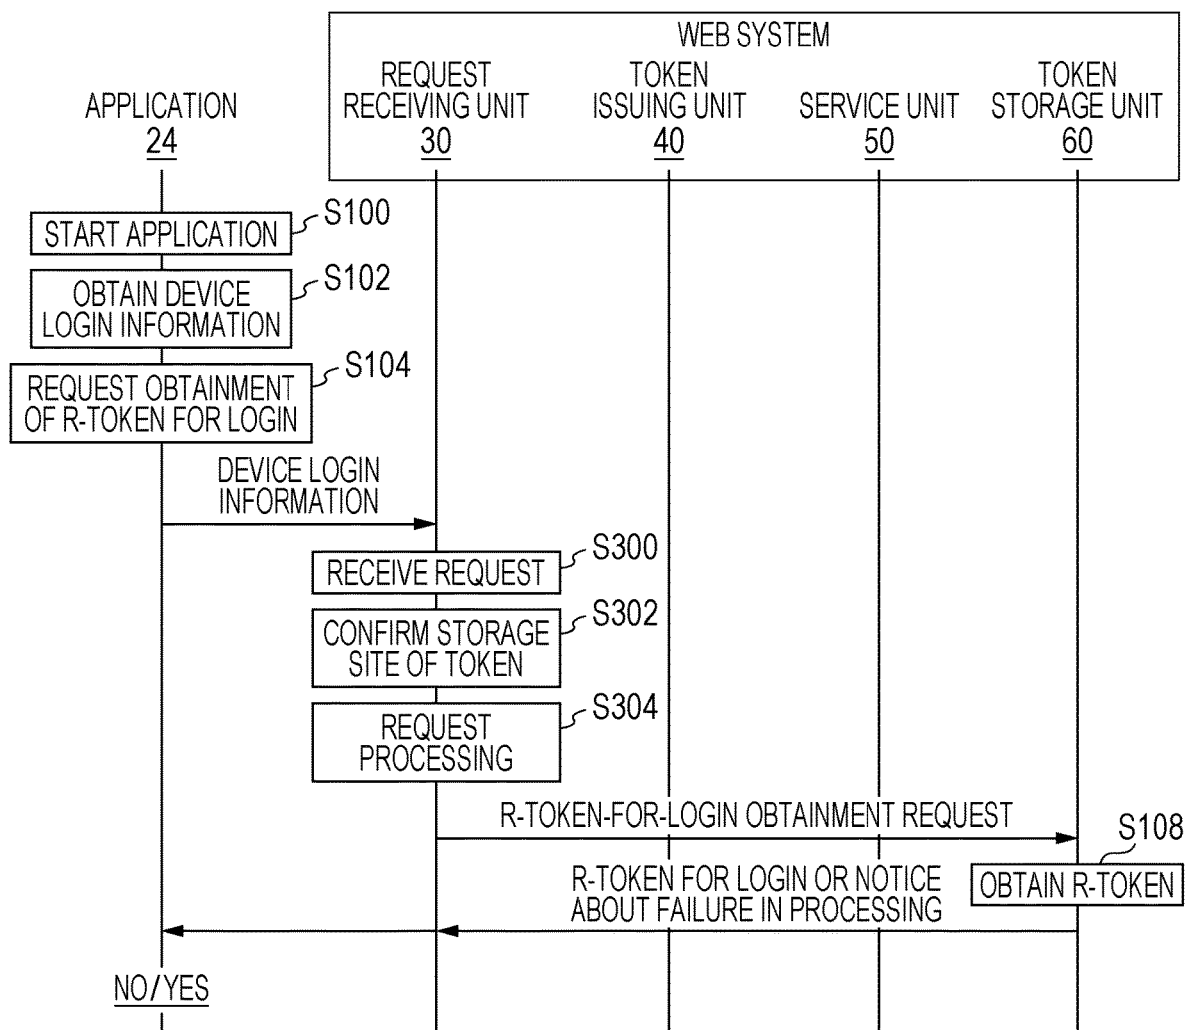 WEB SYSTEM
APPLICATION
24
REQUEST
RECEIVING UNIT
30
TOKEN
ISSUING UNIT
40
SERVICE UNIT
50
TOKEN
STORAGE UNIT
60
START APPLICATION
S100
OBTAIN DEVICE
LOGIN INFORMATION
S102
REQUEST OBTAINMENT
OF R-TOKEN FOR LOGIN
S104
DEVICE LOGIN
INFORMATION
RECEIVE REQUEST
S300
CONFIRM STORAGE
SITE OF TOKEN
S302
REQUEST
PROCESSING
S304
R-TOKEN-FOR-LOGIN OBTAINMENT REQUEST
S108
OBTAIN R-TOKEN
R-TOKEN FOR LOGIN OR NOTICE
ABOUT FAILURE IN PROCESSING
NO/YES